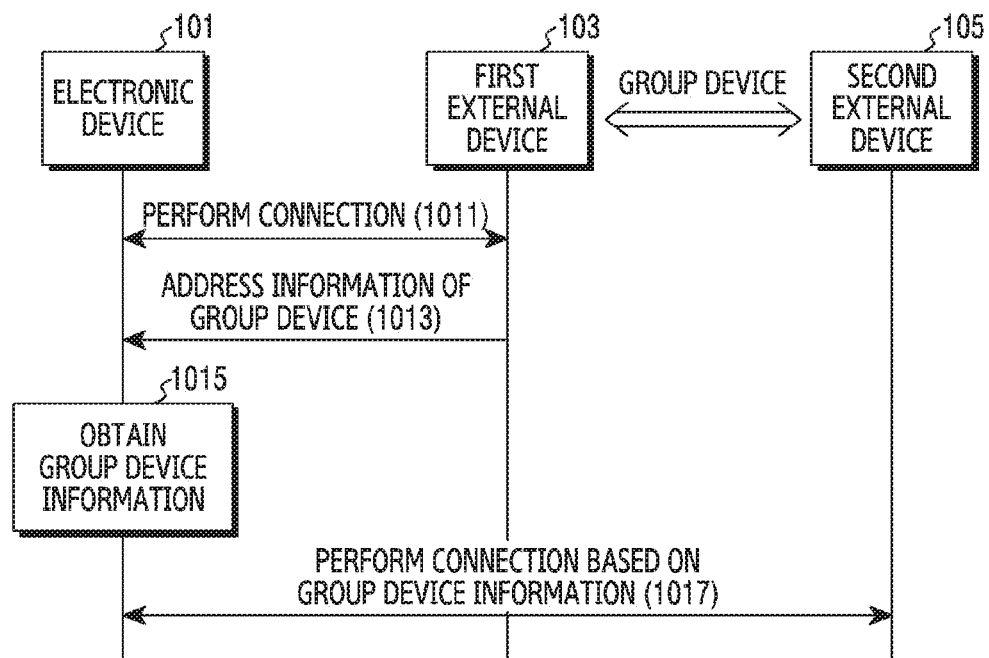 101
103
105
ELECTRONIC
DEVICE
FIRST
EXTERNAL
DEVICE
GROUP DEVICE
SECOND
EXTERNAL
DEVICE
PERFORM CONNECTION (1011)
ADDRESS INFORMATION OF
GROUP DEVICE (1013)
1015
OBTAIN
GROUP DEVICE
INFORMATION
PERFORM CONNECTION BASED ON
GROUP DEVICE INFORMATION (1017)